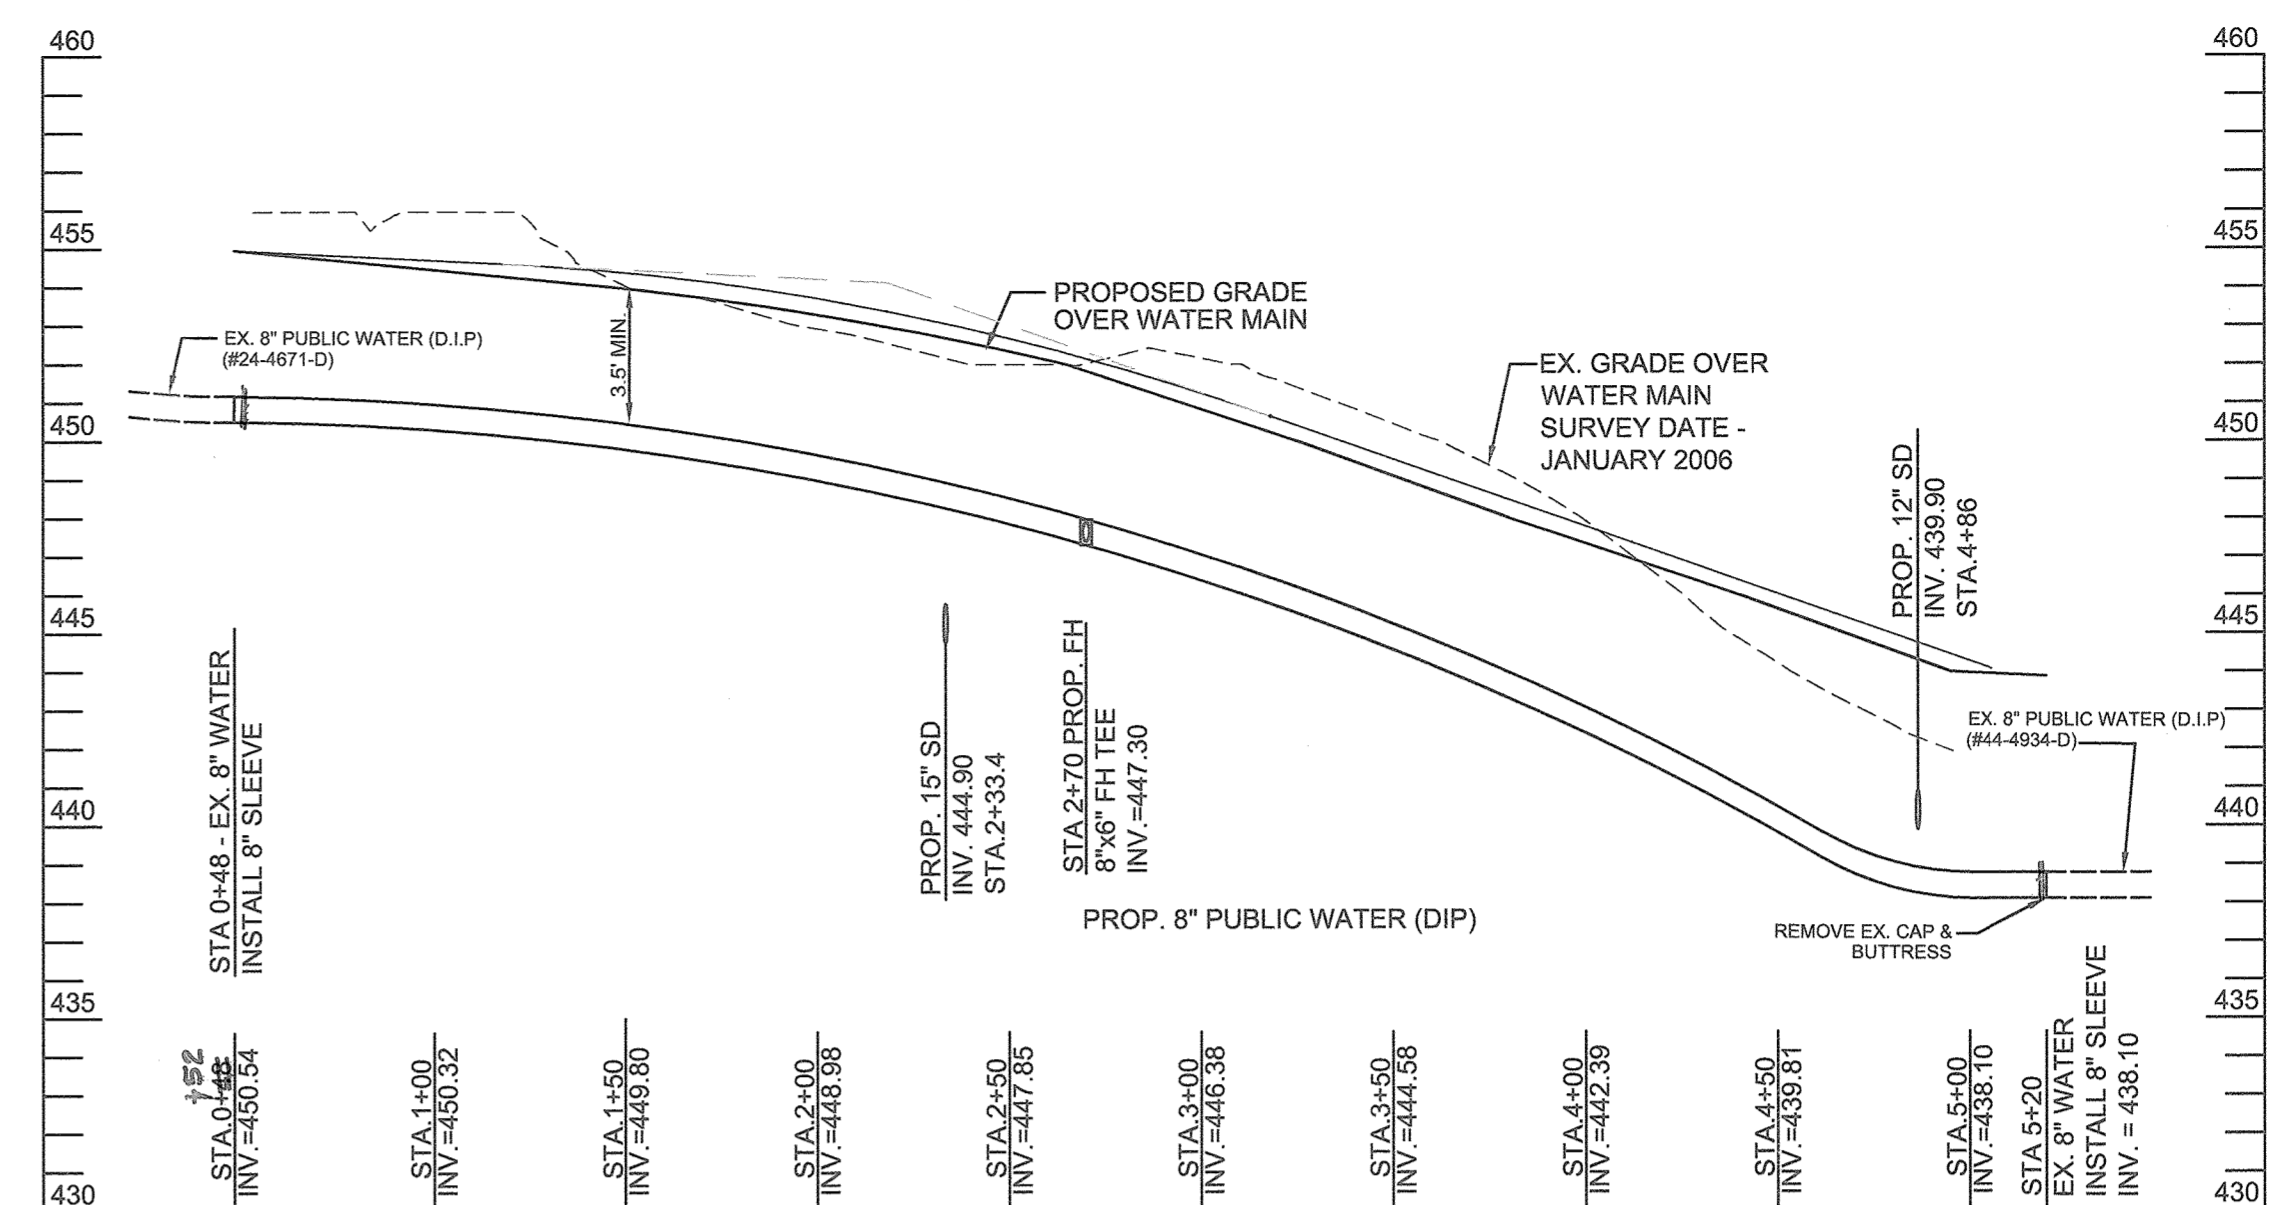 460
455
450
445
440
435
430
460
455
450
445
440
435
430
EX. 8" PUBLIC WATER (D.I.P)
(#24-4671-D)
3.5' MIN.
PROPOSED GRADE
OVER WATER MAIN
EX. GRADE OVER
WATER MAIN
SURVEY DATE -
JANUARY 2006
PROP. 12" SD
INV. 439.90
STA.4+86
STA 0+48 - EX. 8" WATER
INSTALL 8" SLEEVE
PROP. 15" SD
INV. 444.90
STA.2+33.4
STA 2+70 PROP. FH
8"x6" FH TEE
INV.=447.30
EX. 8" PUBLIC WATER (D.I.P)
(#44-4934-D)
PROP. 8" PUBLIC WATER (DIP)
REMOVE EX. CAP &
BUTTRESS
+52
STA.0+48
INV.=450.54
STA.1+00
INV.=450.32
STA.1+50
INV.=449.80
STA.2+00
INV.=448.98
STA.2+50
INV.=447.85
STA.3+00
INV.=446.38
STA.3+50
INV.=444.58
STA.4+00
INV.=442.39
STA.4+50
INV.=439.81
STA.5+00
INV.=438.10
STA 5+20
EX. 8" WATER
INSTALL 8" SLEEVE
INV. = 438.10